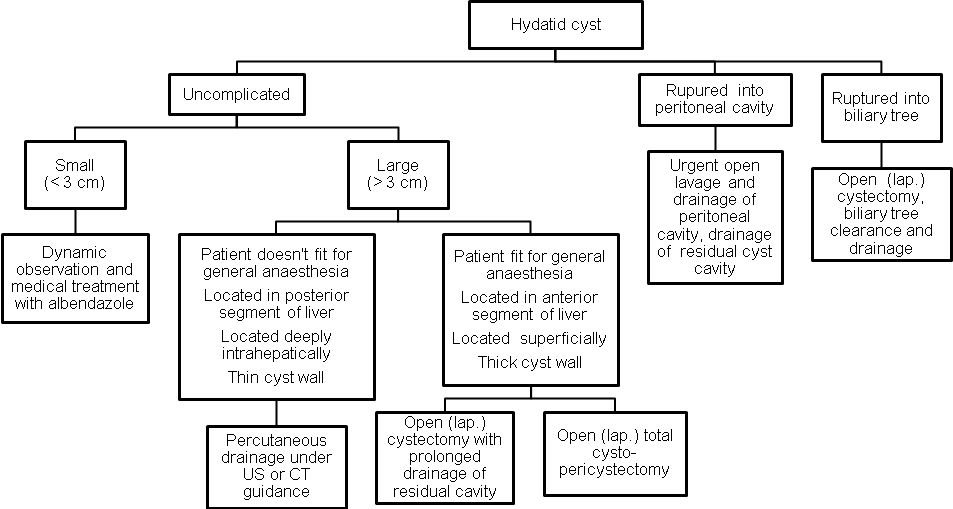 Hydatid cyst
Uncomplicated
Rupured into
peritoneal cavity
Ruptured into
biliary tree
Small
(< 3 cm)
Large
(> 3 cm)
Urgent open
lavage and
drainage of
peritoneal
cavity, drainage
of residual cyst
cavity
Open (lap.)
cystectomy,
biliary tree
clearance and
drainage
Dynamic
observation and
medical treatment
with albendazole
Patient doesn't fit for
general anaesthesia
Located in posterior
segment of liver
Located deeply
intrahepatically
Thin cyst wall
Patient fit for general
anaesthesia
Located in anterior
segment of liver
Located superficially
Thick cyst wall
Percutaneous
drainage under
US or CT
guidance
Open (lap.)
cystectomy with
prolonged
drainage of
residual cavity
Open (lap.) total
cysto-
pericystectomy